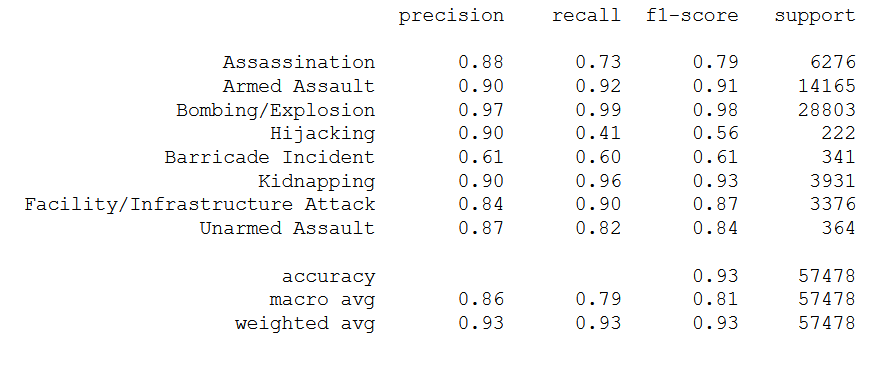 precision recall f1-score support
Assassination 0.88 0.73 0.79 6276
Armed Assault 0.90 0.92 0.91 14165
Bombing/Explosion 0.97 0.99 0.98 28803
Hijacking 0.90 0.41 0.56 222
Barricade Incident 0.61 0.60 0.61 341
Kidnapping 0.90 0.96 0.93 3931
Facility/Infrastructure Attack 0.84 0.90 0.87 3376
Unarmed Assault 0.87 0.82 0.84 364
accuracy 0.93 57478
macro avg 0.86 0.79 0.81 57478
weighted avg 0.93 0.93 0.93 57478